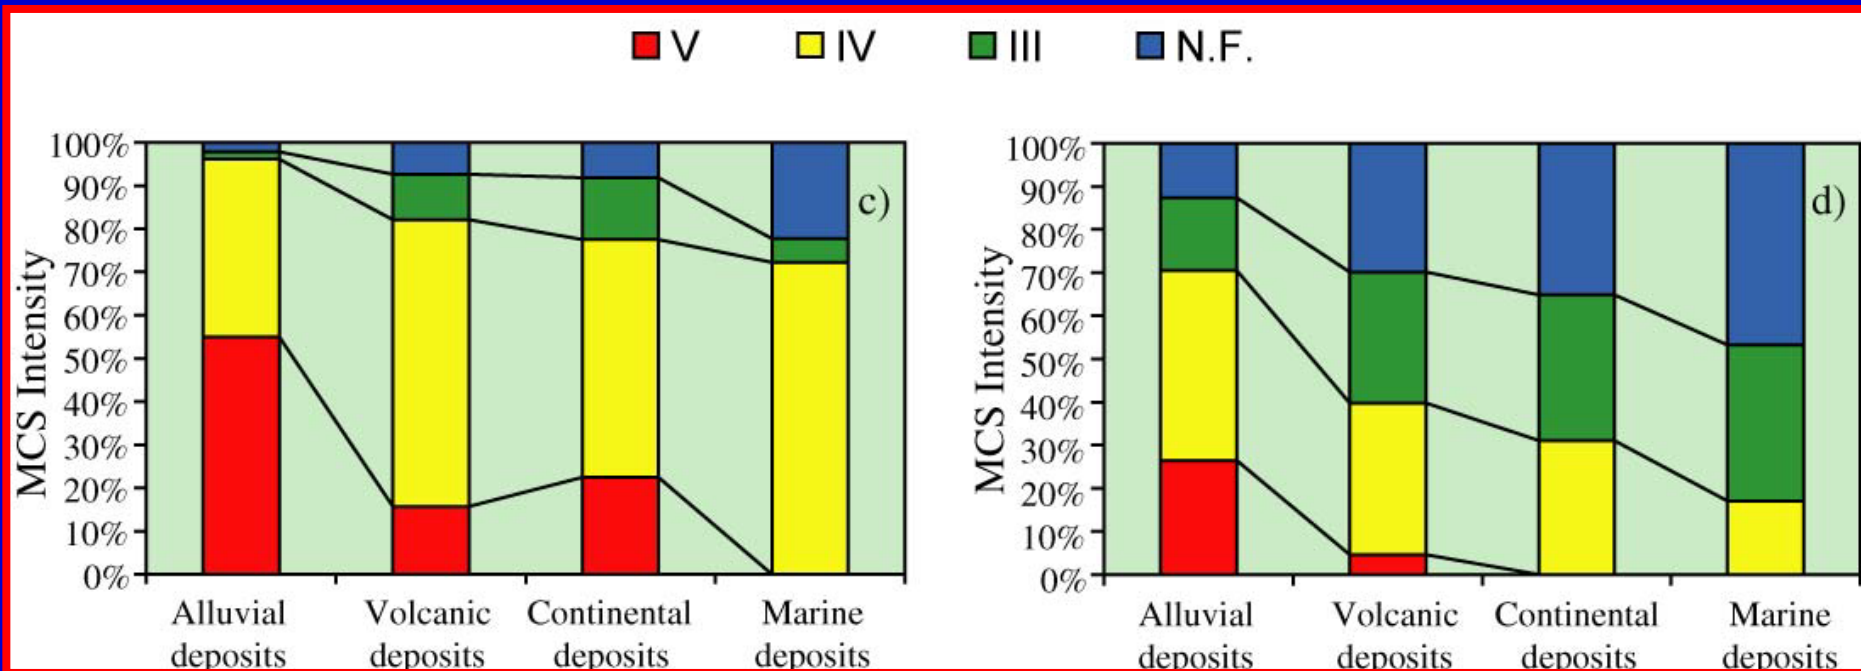 V IV III N.F.
100%
90%
80%
70%
60%
50%
40%
30%
20%
10%
0%
MCS Intensity
c)
Alluvial deposits
Volcanic deposits
Continental deposits
Marine deposits
100%
90%
80%
70%
60%
50%
40%
30%
20%
10%
0%
MCS Intensity
d)
Alluvial deposits
Volcanic deposits
Continental deposits
Marine deposits